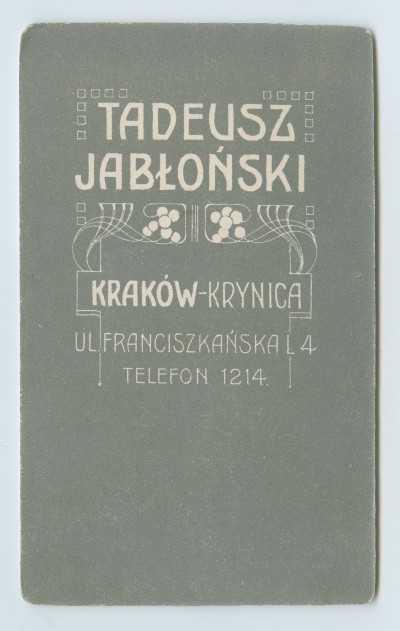 TADEUSZ
JABŁOŃSKI
KRAKÓW-KRYNICA
UL. FRANCISZKAŃSKA L 4
TELEFON 1214.